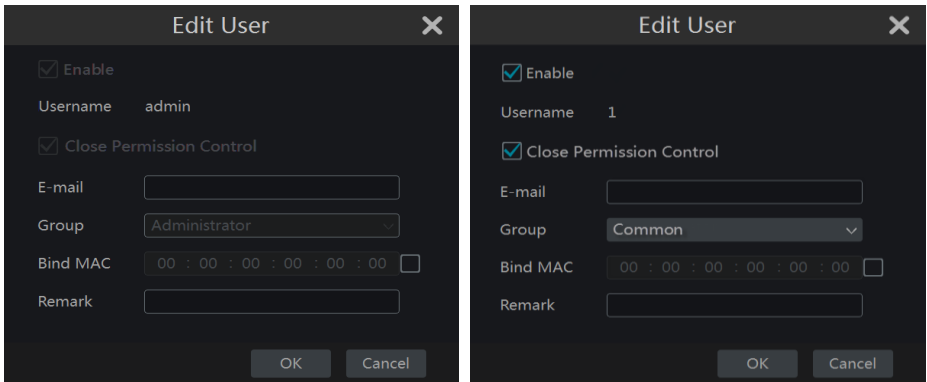 Edit User
Enable
Username admin
Close Permission Control
E-mail
Group Administrator
Bind MAC 00 : 00 : 00 : 00 : 00 : 00
Remark
OK Cancel
Edit User
Enable
Username 1
Close Permission Control
E-mail
Group Common
Bind MAC 00 : 00 : 00 : 00 : 00 : 00
Remark
OK Cancel